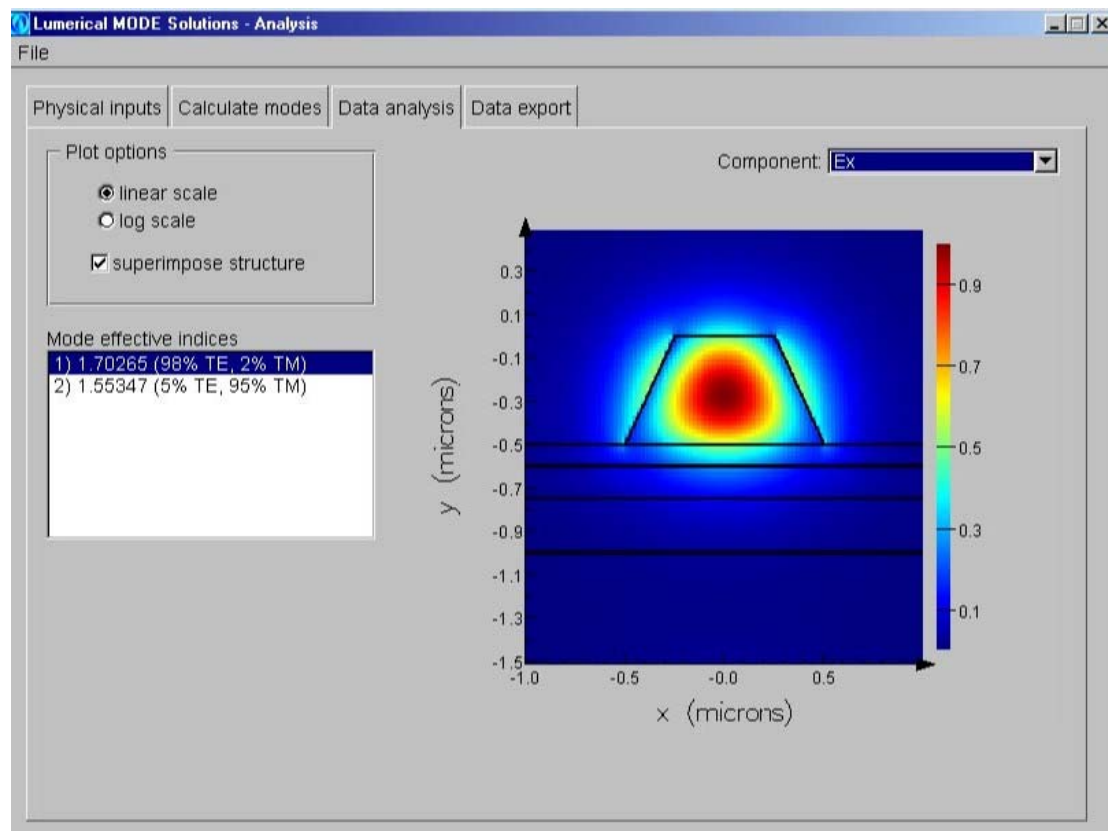 Lumerical MODE Solutions - Analysis
File
Physical inputs Calculate modes Data analysis Data export
Plot options
linear scale
log scale
superimpose structure
Component: Ex
Mode effective indices
1) 1.70265 (98% TE, 2% TM)
2) 1.55347 (5% TE, 95% TM)
0.3
0.1
-0.1
-0.3
-0.5
-0.7
-0.9
-1.1
-1.3
-1.5
y (microns)
-1.0 -0.5 -0.0 0.5
x (microns)
0.9
0.7
0.5
0.3
0.1